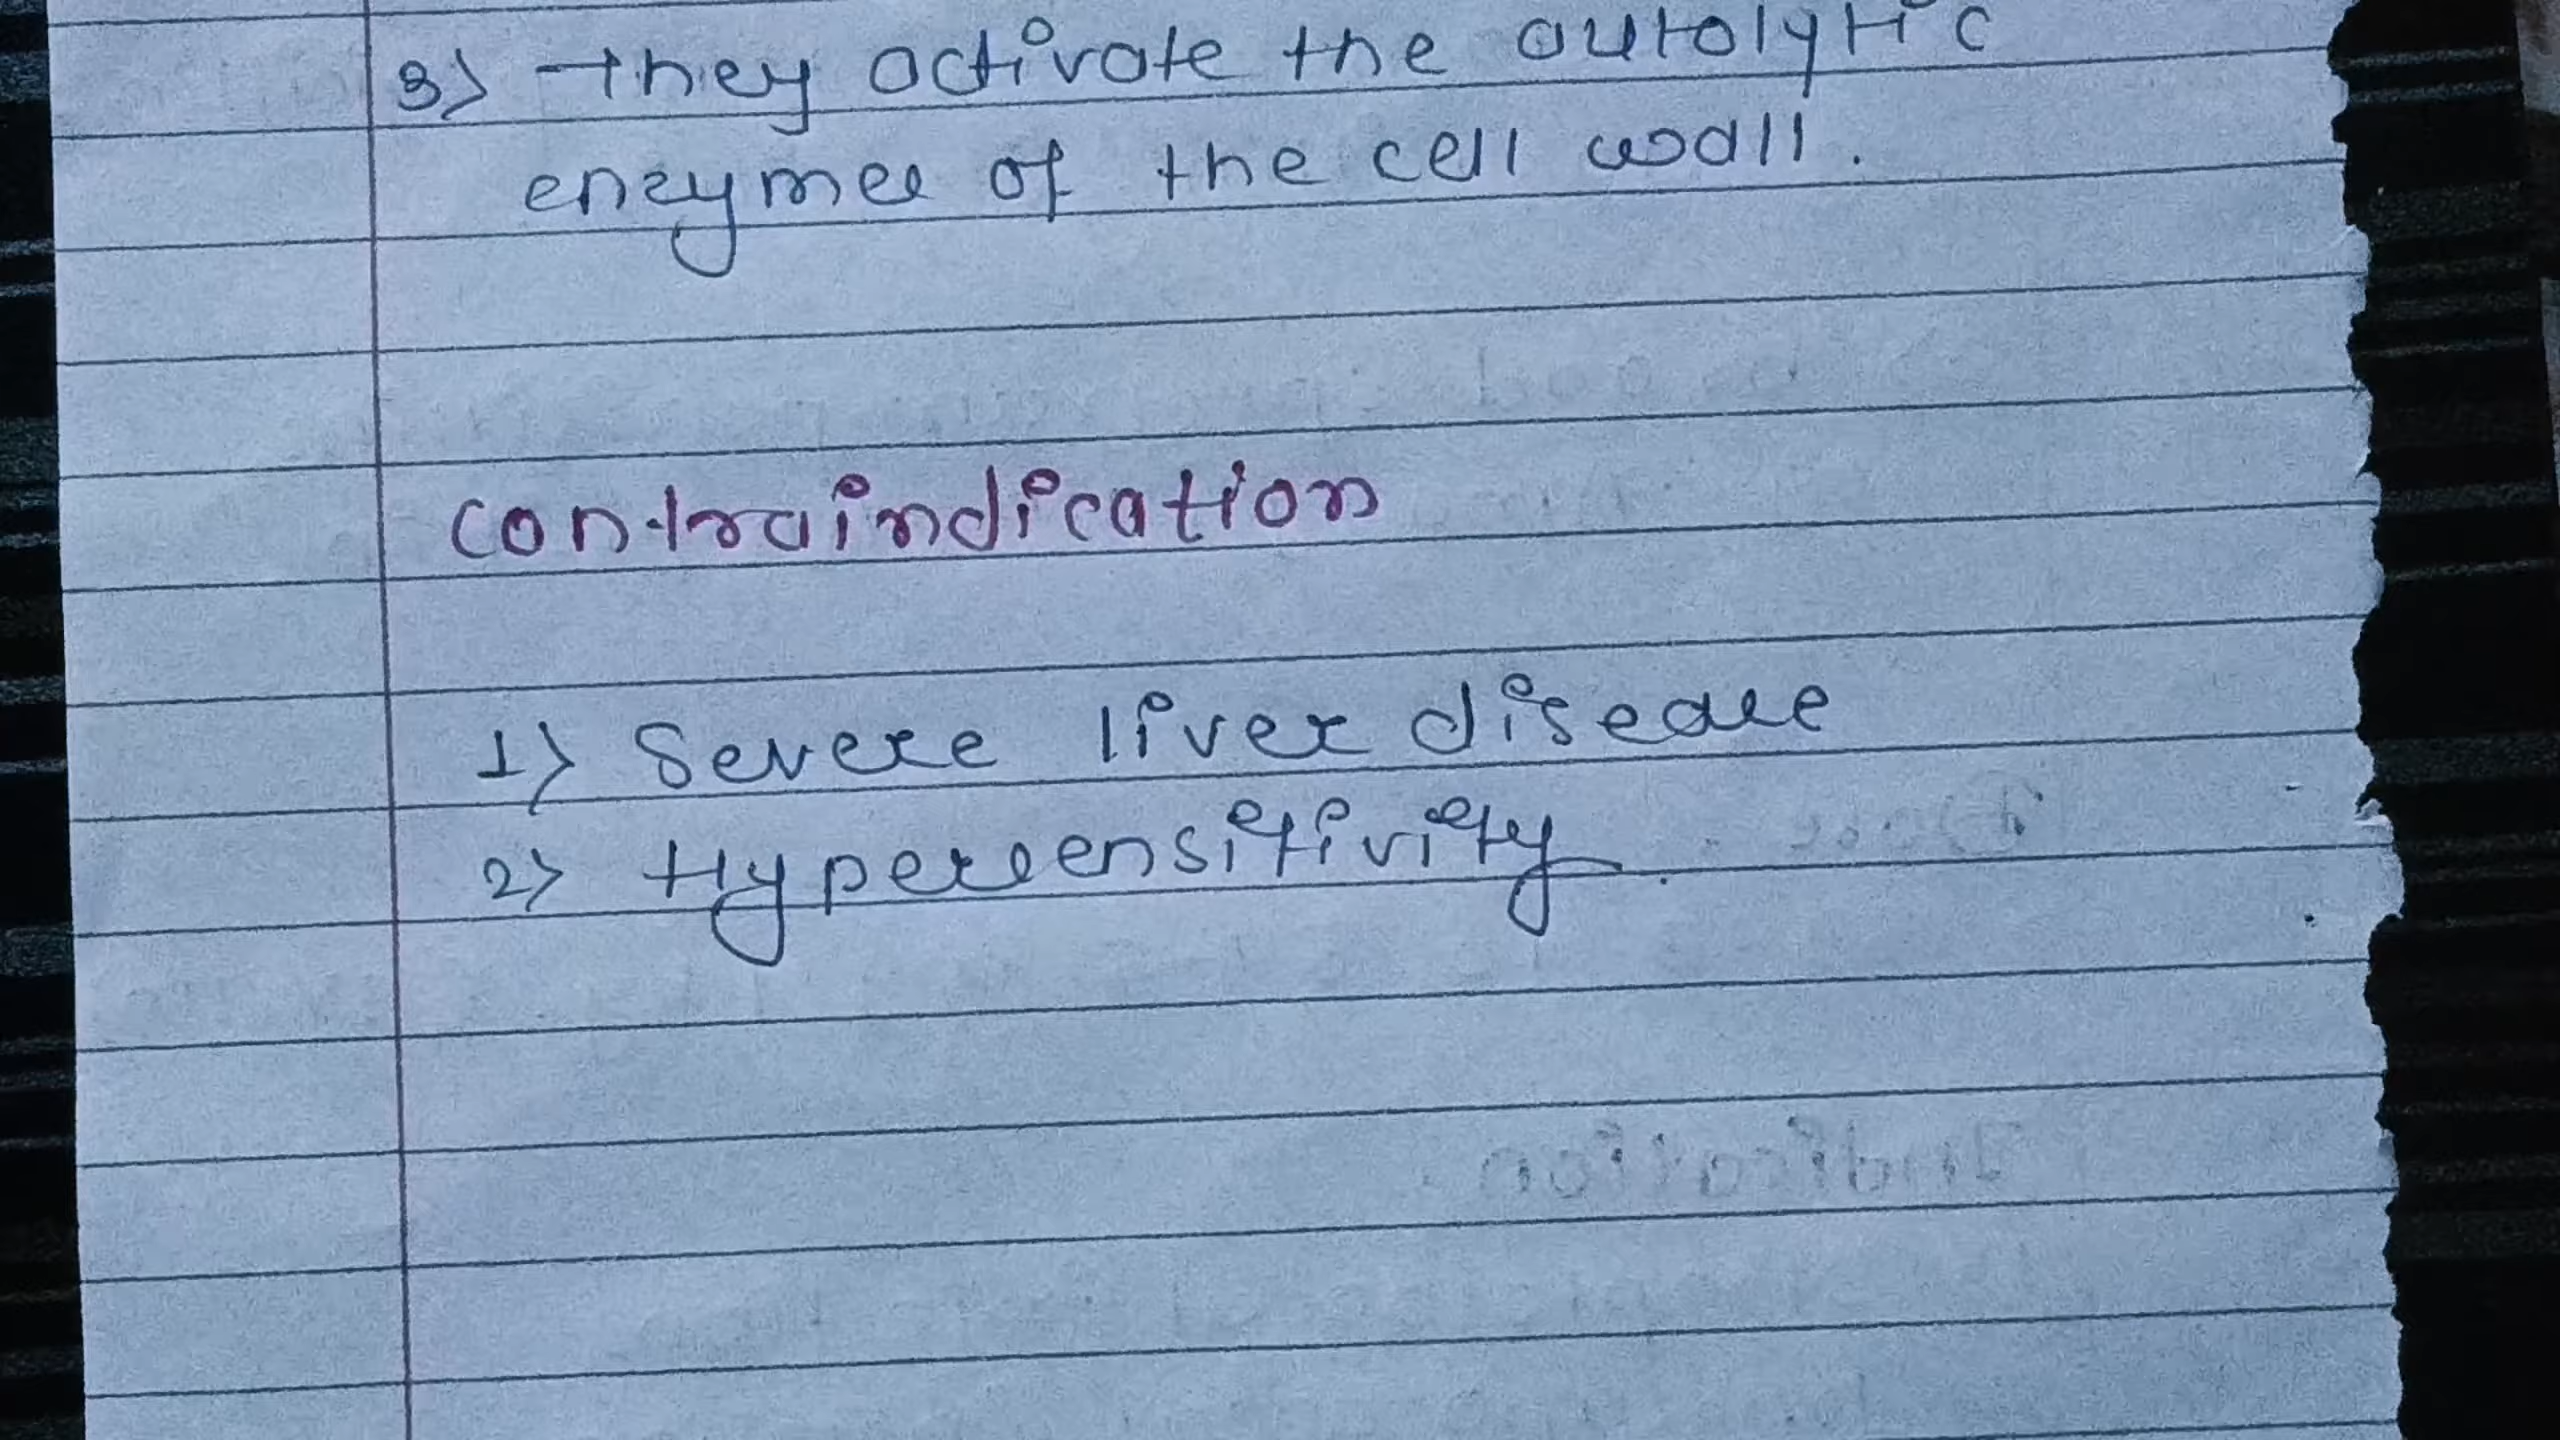 3) They activate the autolytic
enzymes of the cell wall.
Contraindication
1) Severe liver disease
2) Hypersensitivity.